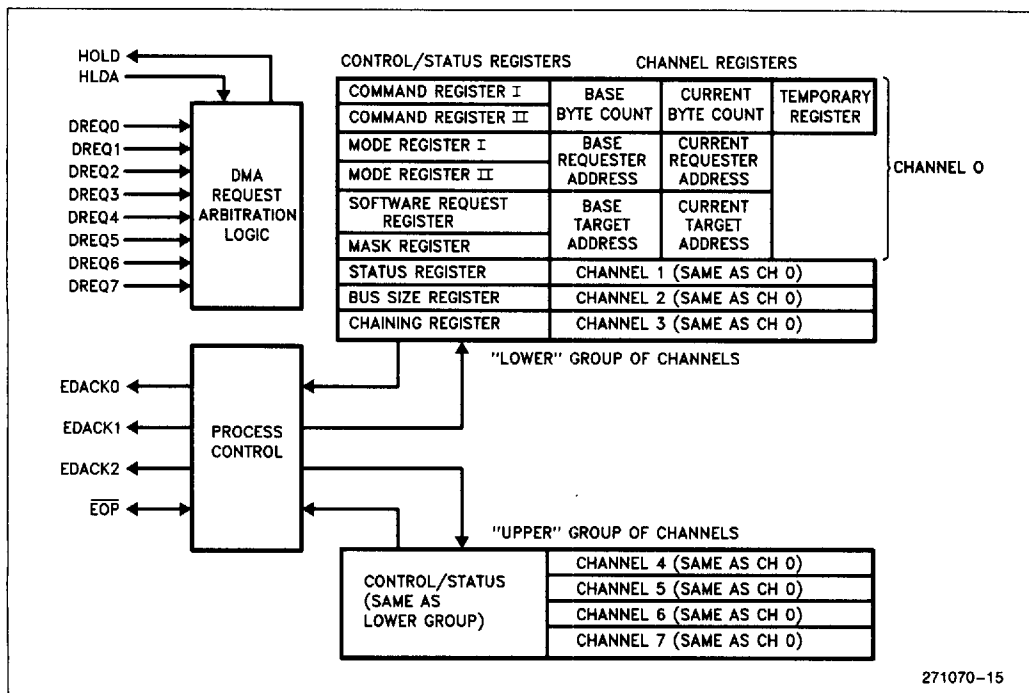 HOLD
HLDA
DREQ0
DREQ1
DREQ2
DREQ3
DREQ4
DREQ5
DREQ6
DREQ7
DMA
REQUEST
ARBITRATION
LOGIC
CONTROL/STATUS REGISTERS
CHANNEL REGISTERS
COMMAND REGISTER I
COMMAND REGISTER II
MODE REGISTER I
MODE REGISTER II
SOFTWARE REQUEST
REGISTER
MASK REGISTER
STATUS REGISTER
BUS SIZE REGISTER
CHAINING REGISTER
BASE
BYTE COUNT
CURRENT
BYTE COUNT
TEMPORARY
REGISTER
BASE
REQUESTER
ADDRESS
CURRENT
REQUESTER
ADDRESS
BASE
TARGET
ADDRESS
CURRENT
TARGET
ADDRESS
CHANNEL 0
CHANNEL 1 (SAME AS CH 0)
CHANNEL 2 (SAME AS CH 0)
CHANNEL 3 (SAME AS CH 0)
"LOWER" GROUP OF CHANNELS
EDACK0
EDACK1
EDACK2
EOP
PROCESS
CONTROL
"UPPER" GROUP OF CHANNELS
CONTROL/STATUS
(SAME AS
LOWER GROUP)
CHANNEL 4 (SAME AS CH 0)
CHANNEL 5 (SAME AS CH 0)
CHANNEL 6 (SAME AS CH 0)
CHANNEL 7 (SAME AS CH 0)
271070-15